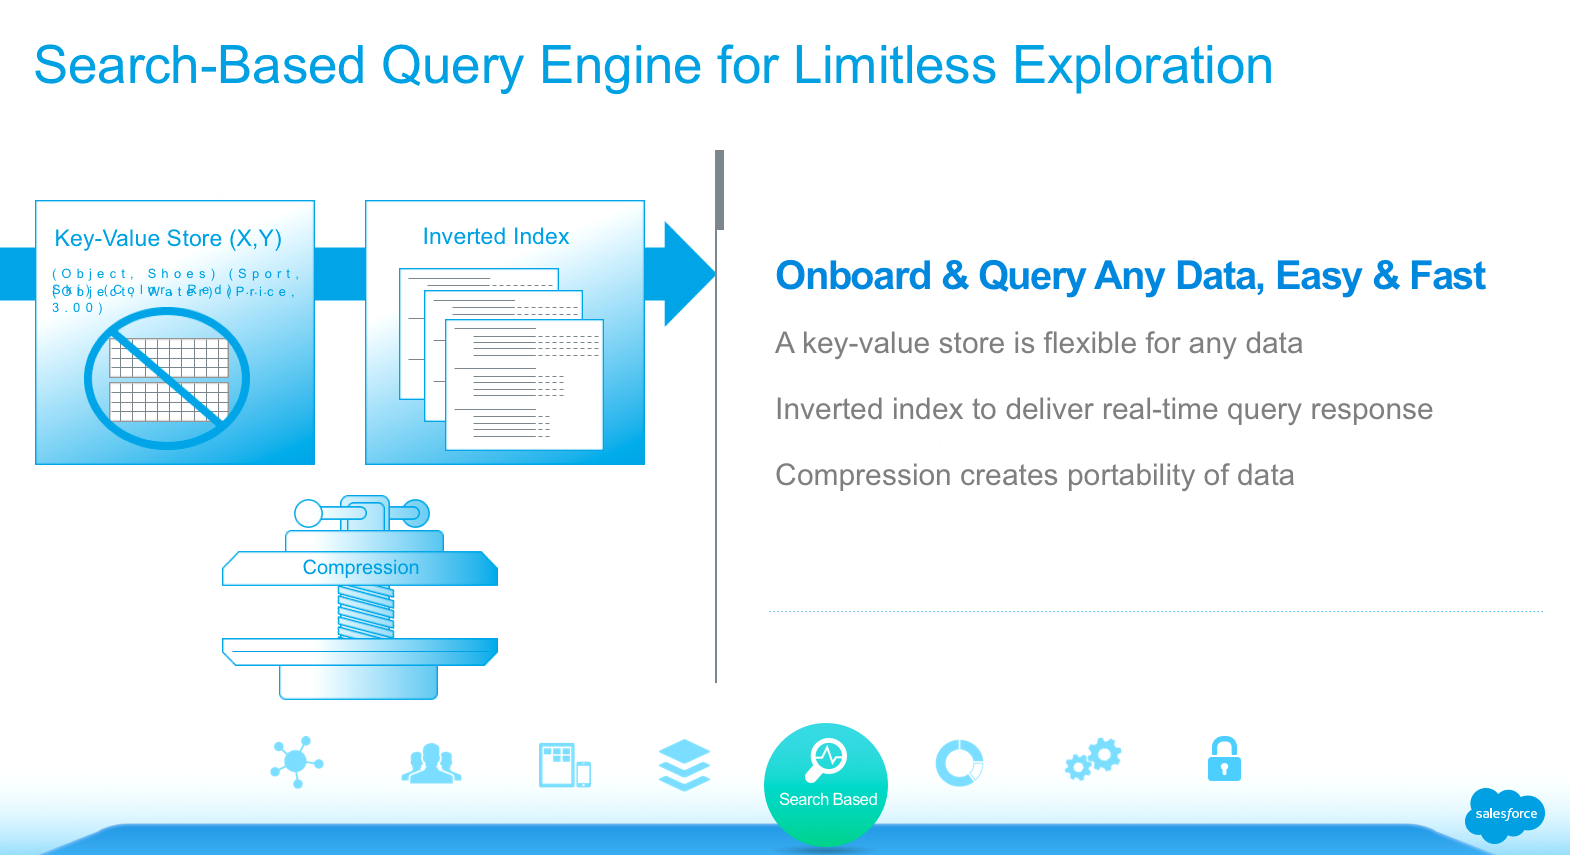 Search-Based Query Engine for Limitless Exploration
Key-Value Store (X,Y)
(Object, Shoes) (Sport,
Ski) (Color, Red) ...
(Object, Water) (Price,
3.00)
Inverted Index
Compression
Onboard & Query Any Data, Easy & Fast
A key-value store is flexible for any data
Inverted index to deliver real-time query response
Compression creates portability of data
Search Based
salesforce